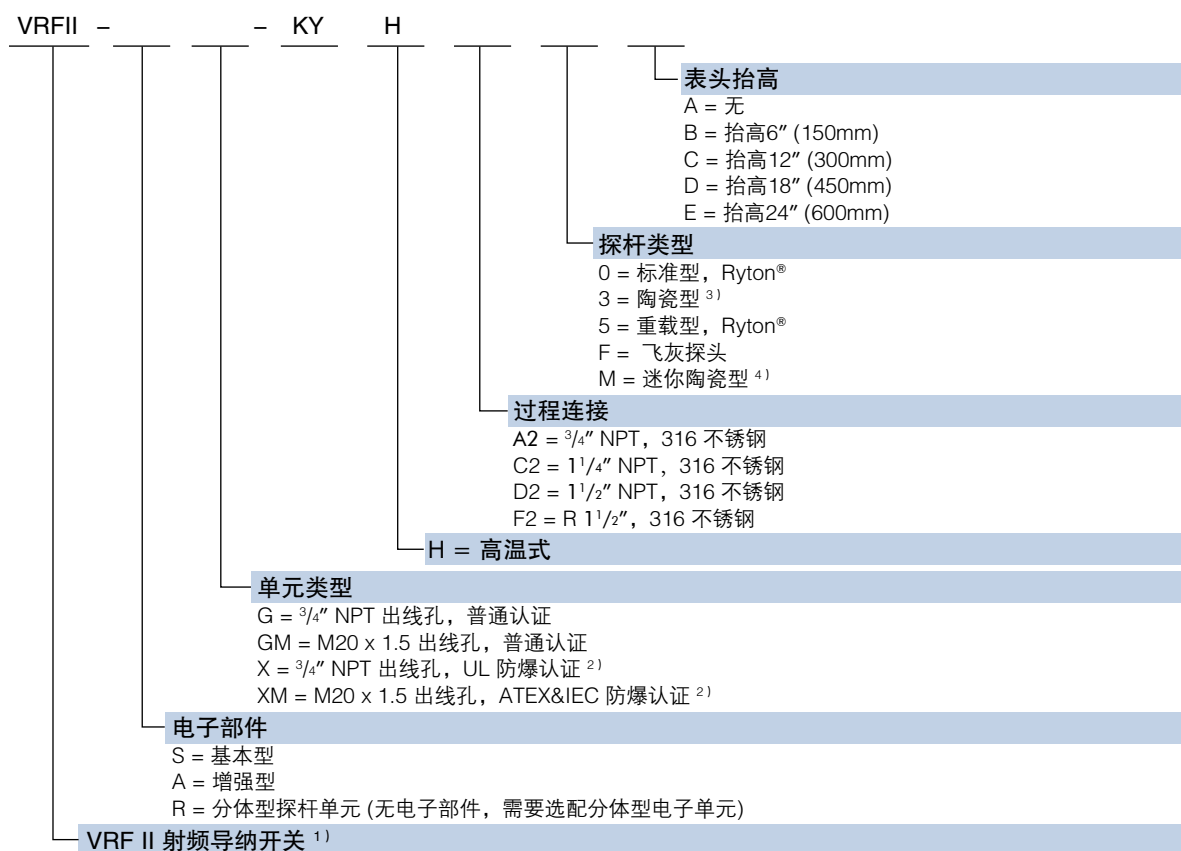 VRFII – – KY H
表头抬高
A = 无
B = 抬高6″ (150mm)
C = 抬高12″ (300mm)
D = 抬高18″ (450mm)
E = 抬高24″ (600mm)
探杆类型
0 = 标准型，Ryton®
3 = 陶瓷型 ³⁾
5 = 重载型，Ryton®
F = 飞灰探头
M = 迷你陶瓷型 ⁴⁾
过程连接
A2 = ³/₄″ NPT，316 不锈钢
C2 = 1¹/₄″ NPT，316 不锈钢
D2 = 1¹/₂″ NPT，316 不锈钢
F2 = R 1¹/₂″，316 不锈钢
H = 高温式
单元类型
G = ³/₄″ NPT 出线孔，普通认证
GM = M20 x 1.5 出线孔，普通认证
X = ³/₄″ NPT 出线孔，UL 防爆认证 ²⁾
XM = M20 x 1.5 出线孔，ATEX&IEC 防爆认证 ²⁾
电子部件
S = 基本型
A = 增强型
R = 分体型探杆单元 (无电子部件，需要选配分体型电子单元)
VRF II 射频导纳开关 ¹⁾